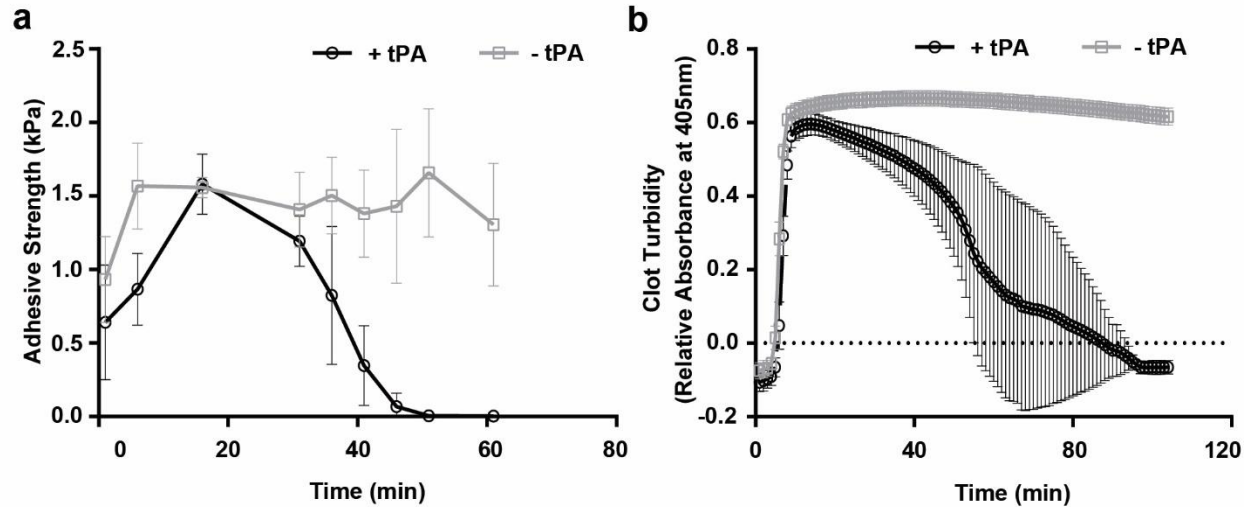 a
+ tPA
- tPA
2.5
2.0
1.5
1.0
0.5
0.0
Adhesive Strength (kPa)
0
20
40
60
80
Time (min)
b
+ tPA
- tPA
0.8
0.6
0.4
0.2
0.0
-0.2
Clot Turbidity
(Relative Absorbance at 405nm)
0
40
80
120
Time (min)